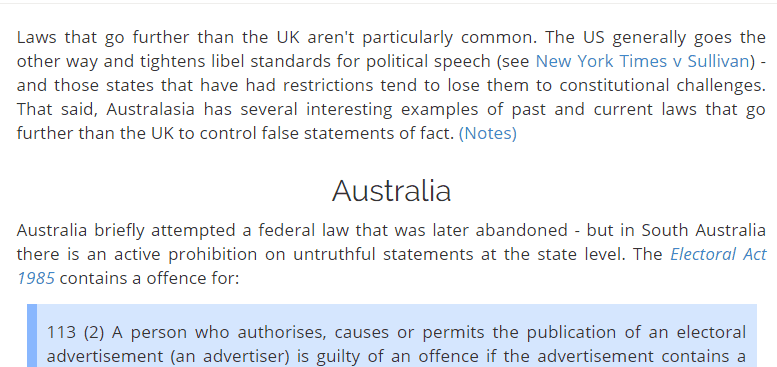 Laws that go further than the UK aren't particularly common. The US generally goes the
other way and tightens libel standards for political speech (see New York Times v Sullivan) -
and those states that have had restrictions tend to lose them to constitutional challenges.
That said, Australasia has several interesting examples of past and current laws that go
further than the UK to control false statements of fact. (Notes)
Australia
Australia briefly attempted a federal law that was later abandoned - but in South Australia
there is an active prohibition on untruthful statements at the state level. The Electoral Act
1985 contains a offence for:
113 (2) A person who authorises, causes or permits the publication of an electoral
advertisement (an advertiser) is guilty of an offence if the advertisement contains a